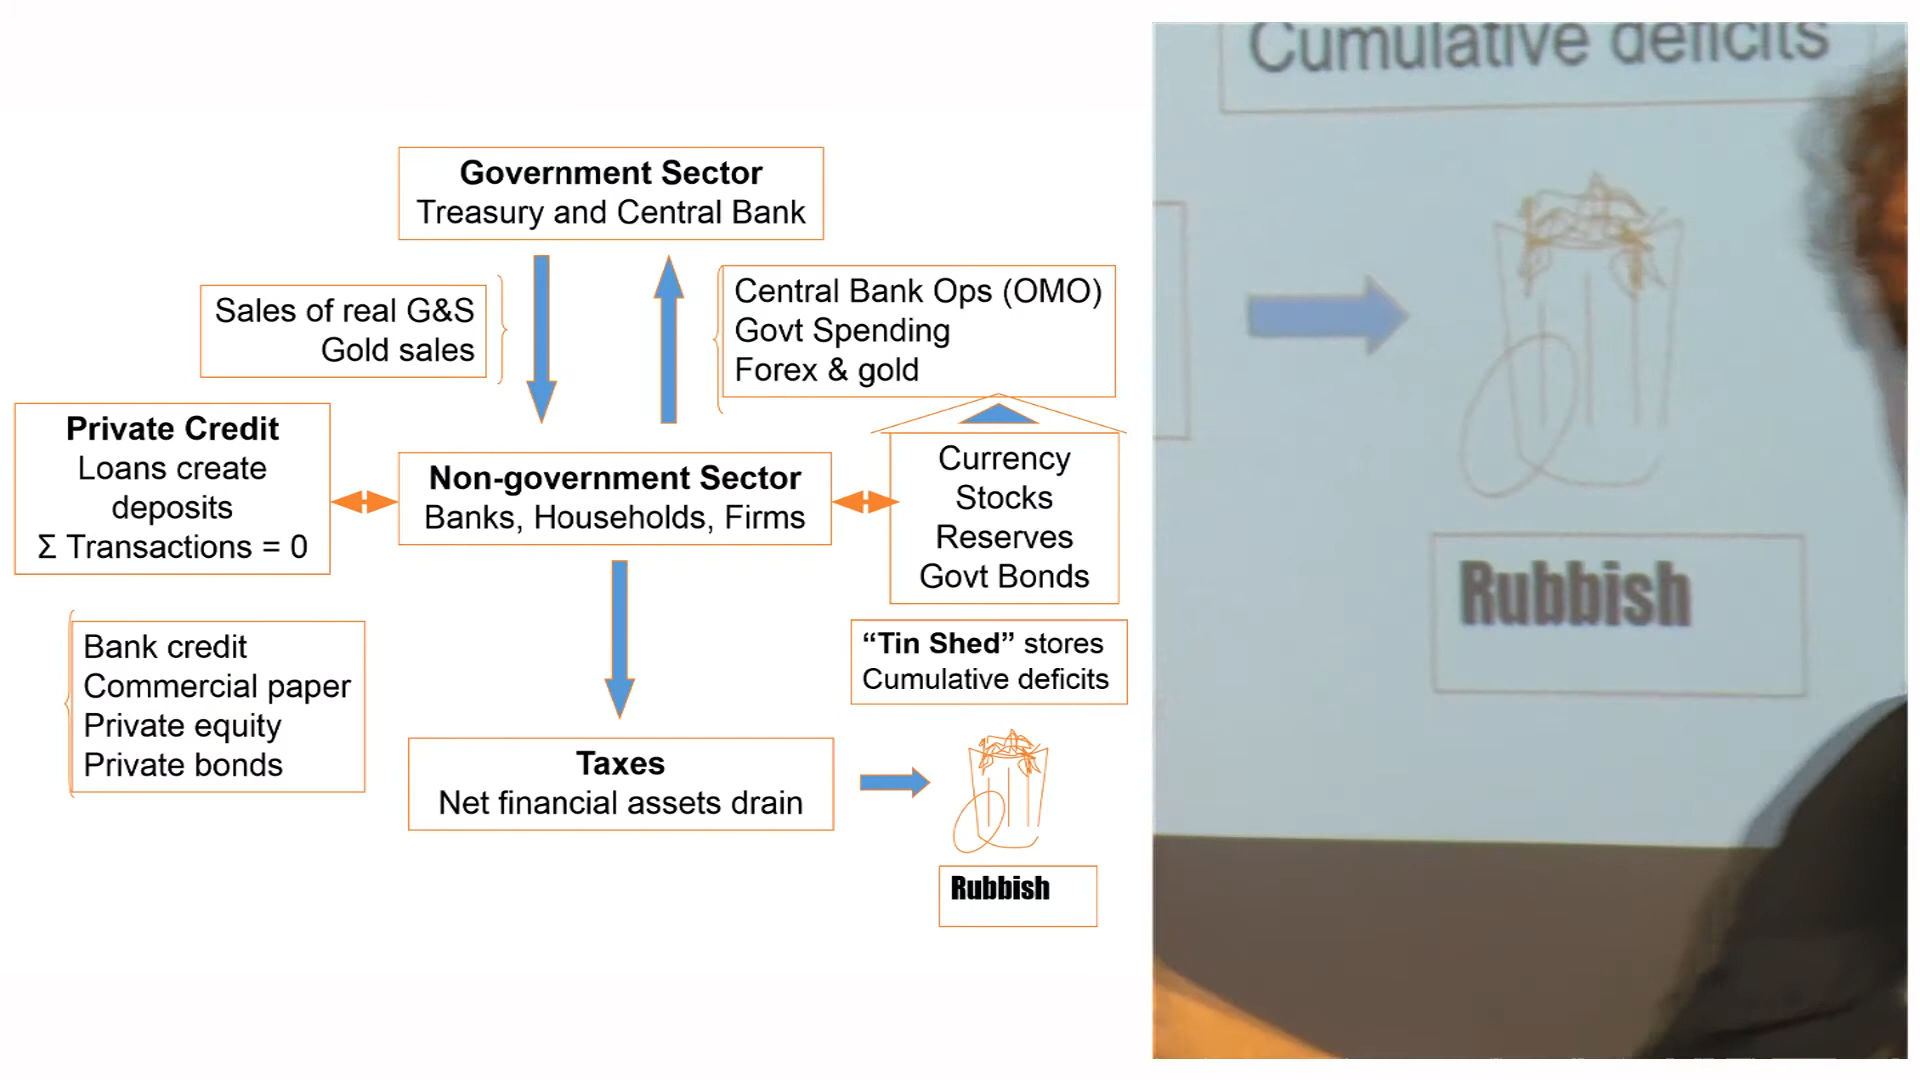 Government Sector
Treasury and Central Bank
Sales of real G&S
Gold sales
Central Bank Ops (OMO)
Govt Spending
Forex & gold
Private Credit
Loans create
deposits
Σ Transactions = 0
Non-government Sector
Banks, Households, Firms
Currency
Stocks
Reserves
Govt Bonds
Bank credit
Commercial paper
Private equity
Private bonds
"Tin Shed" stores
Cumulative deficits
Taxes
Net financial assets drain
Rubbish
Cumulative deficits
Rubbish